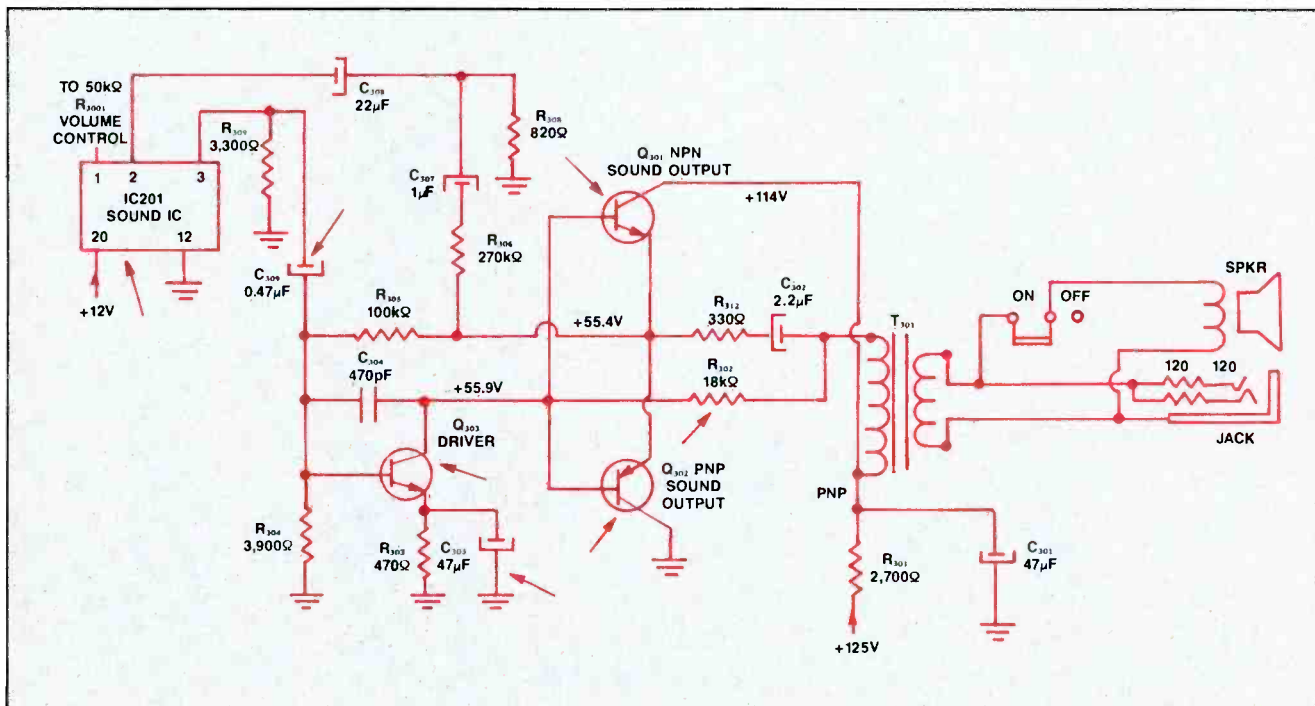 TO 50kΩ
R3001
VOLUME
CONTROL
1
2
3
IC201
SOUND IC
20
12
+12V
R309
3,300Ω
C309
0.47µF
C308
22µF
C307
1µF
R308
820Ω
R306
270kΩ
R305
100kΩ
C304
470pF
+55.9V
+55.4V
Q303
DRIVER
R304
3,900Ω
R303
470Ω
C303
47µF
Q301 NPN
SOUND OUTPUT
+114V
R312
330Ω
C302
2.2µF
R302
18kΩ
Q302 PNP
SOUND
OUTPUT
PNP
T301
R301
2,700Ω
C301
47µF
+125V
ON
OFF
SPKR
120
120
JACK